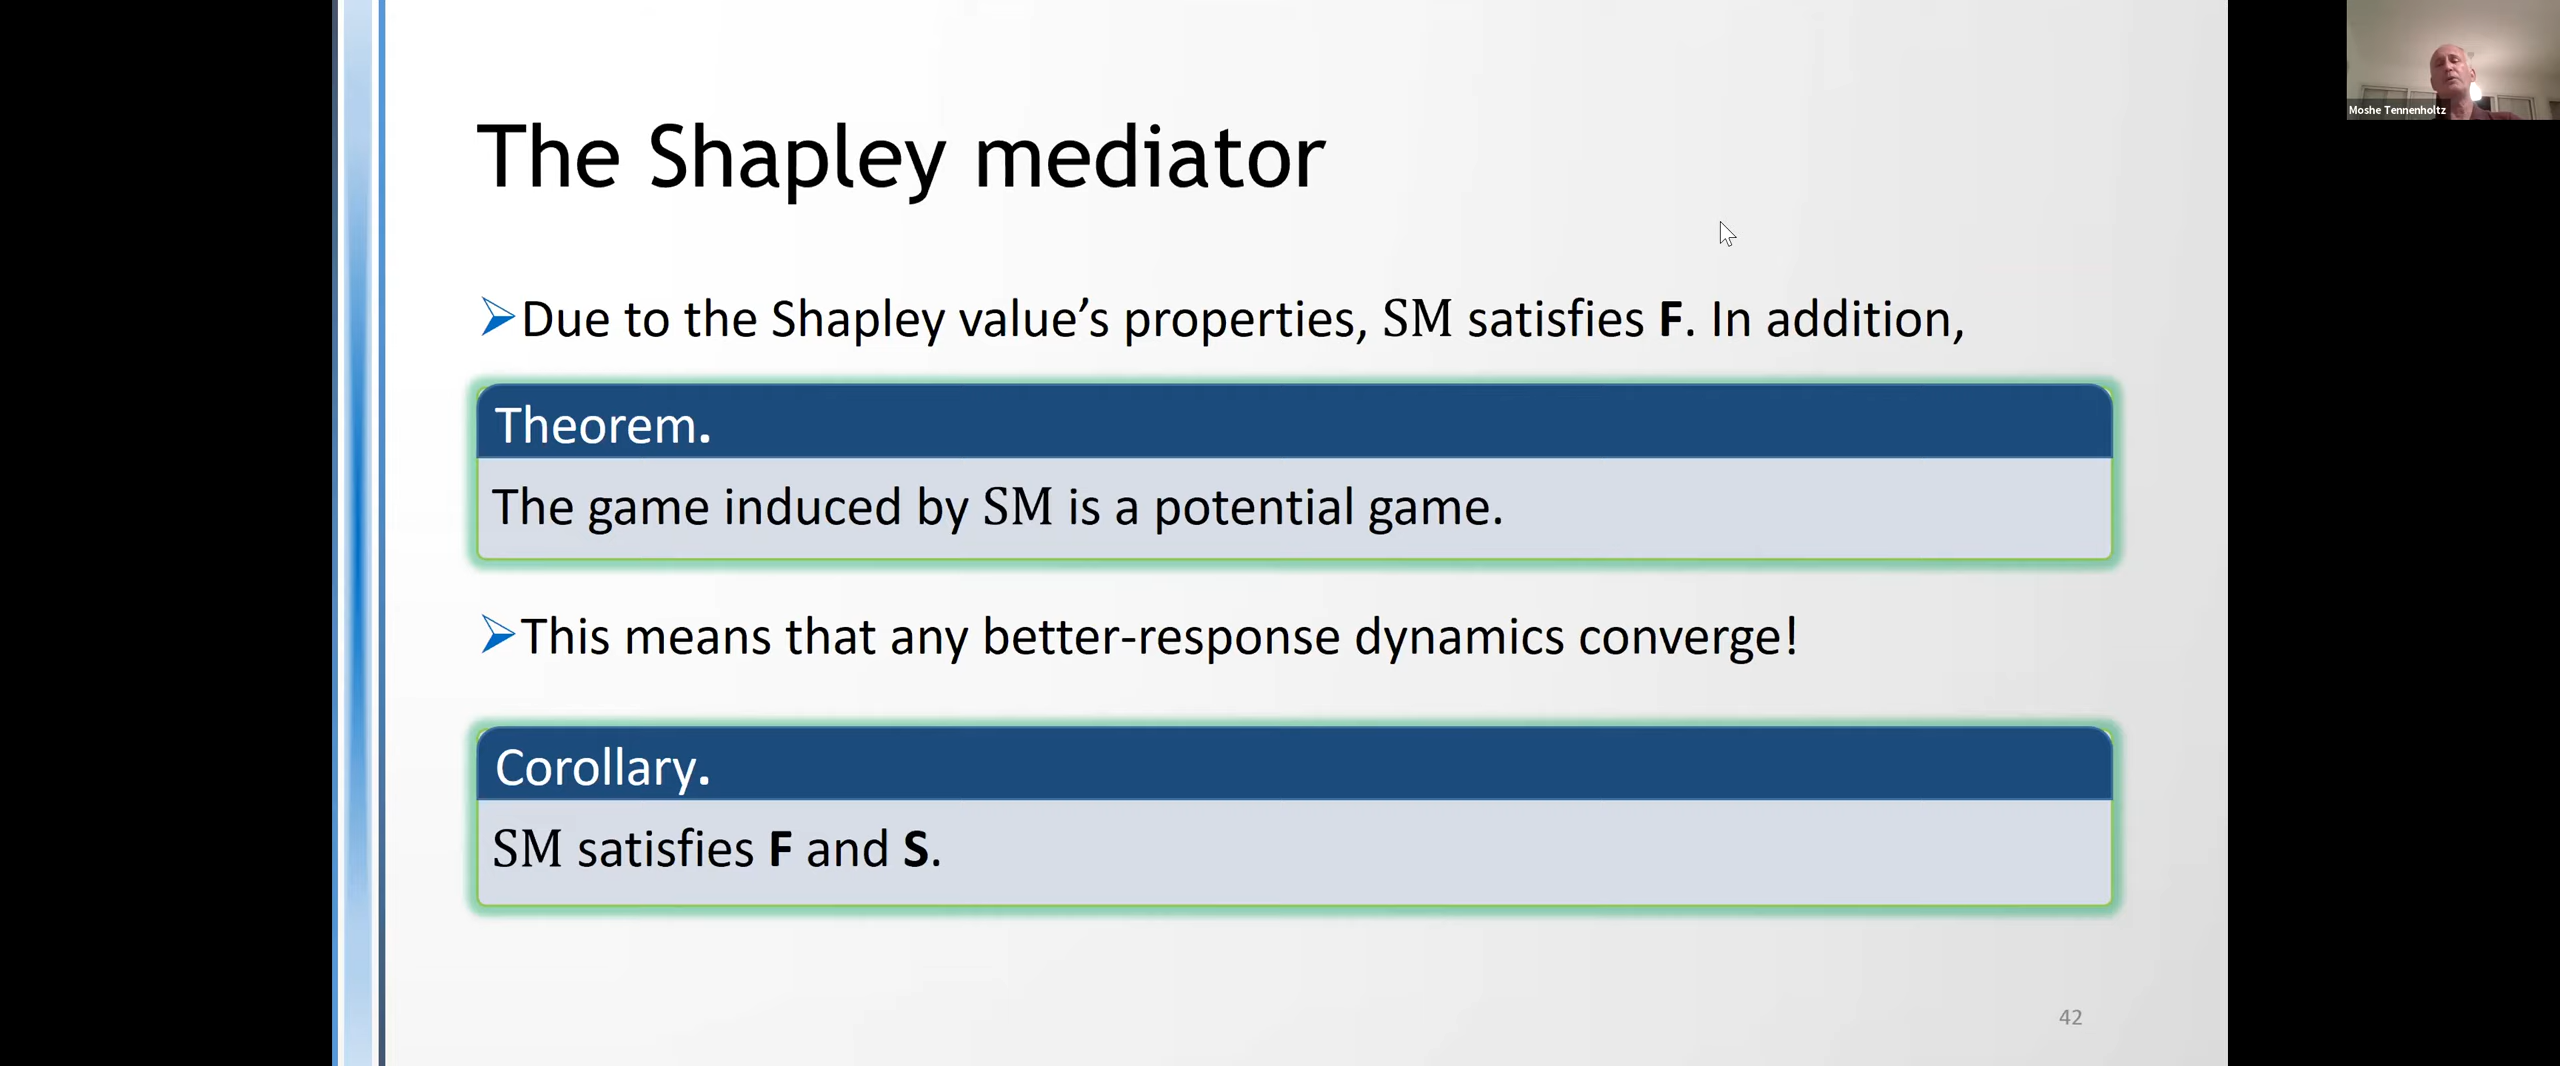 Moshe Tennenholtz
The Shapley mediator
➢Due to the Shapley value’s properties, SM satisfies F. In addition,
Theorem.
The game induced by SM is a potential game.
➢This means that any better-response dynamics converge!
Corollary.
SM satisfies F and S.
42